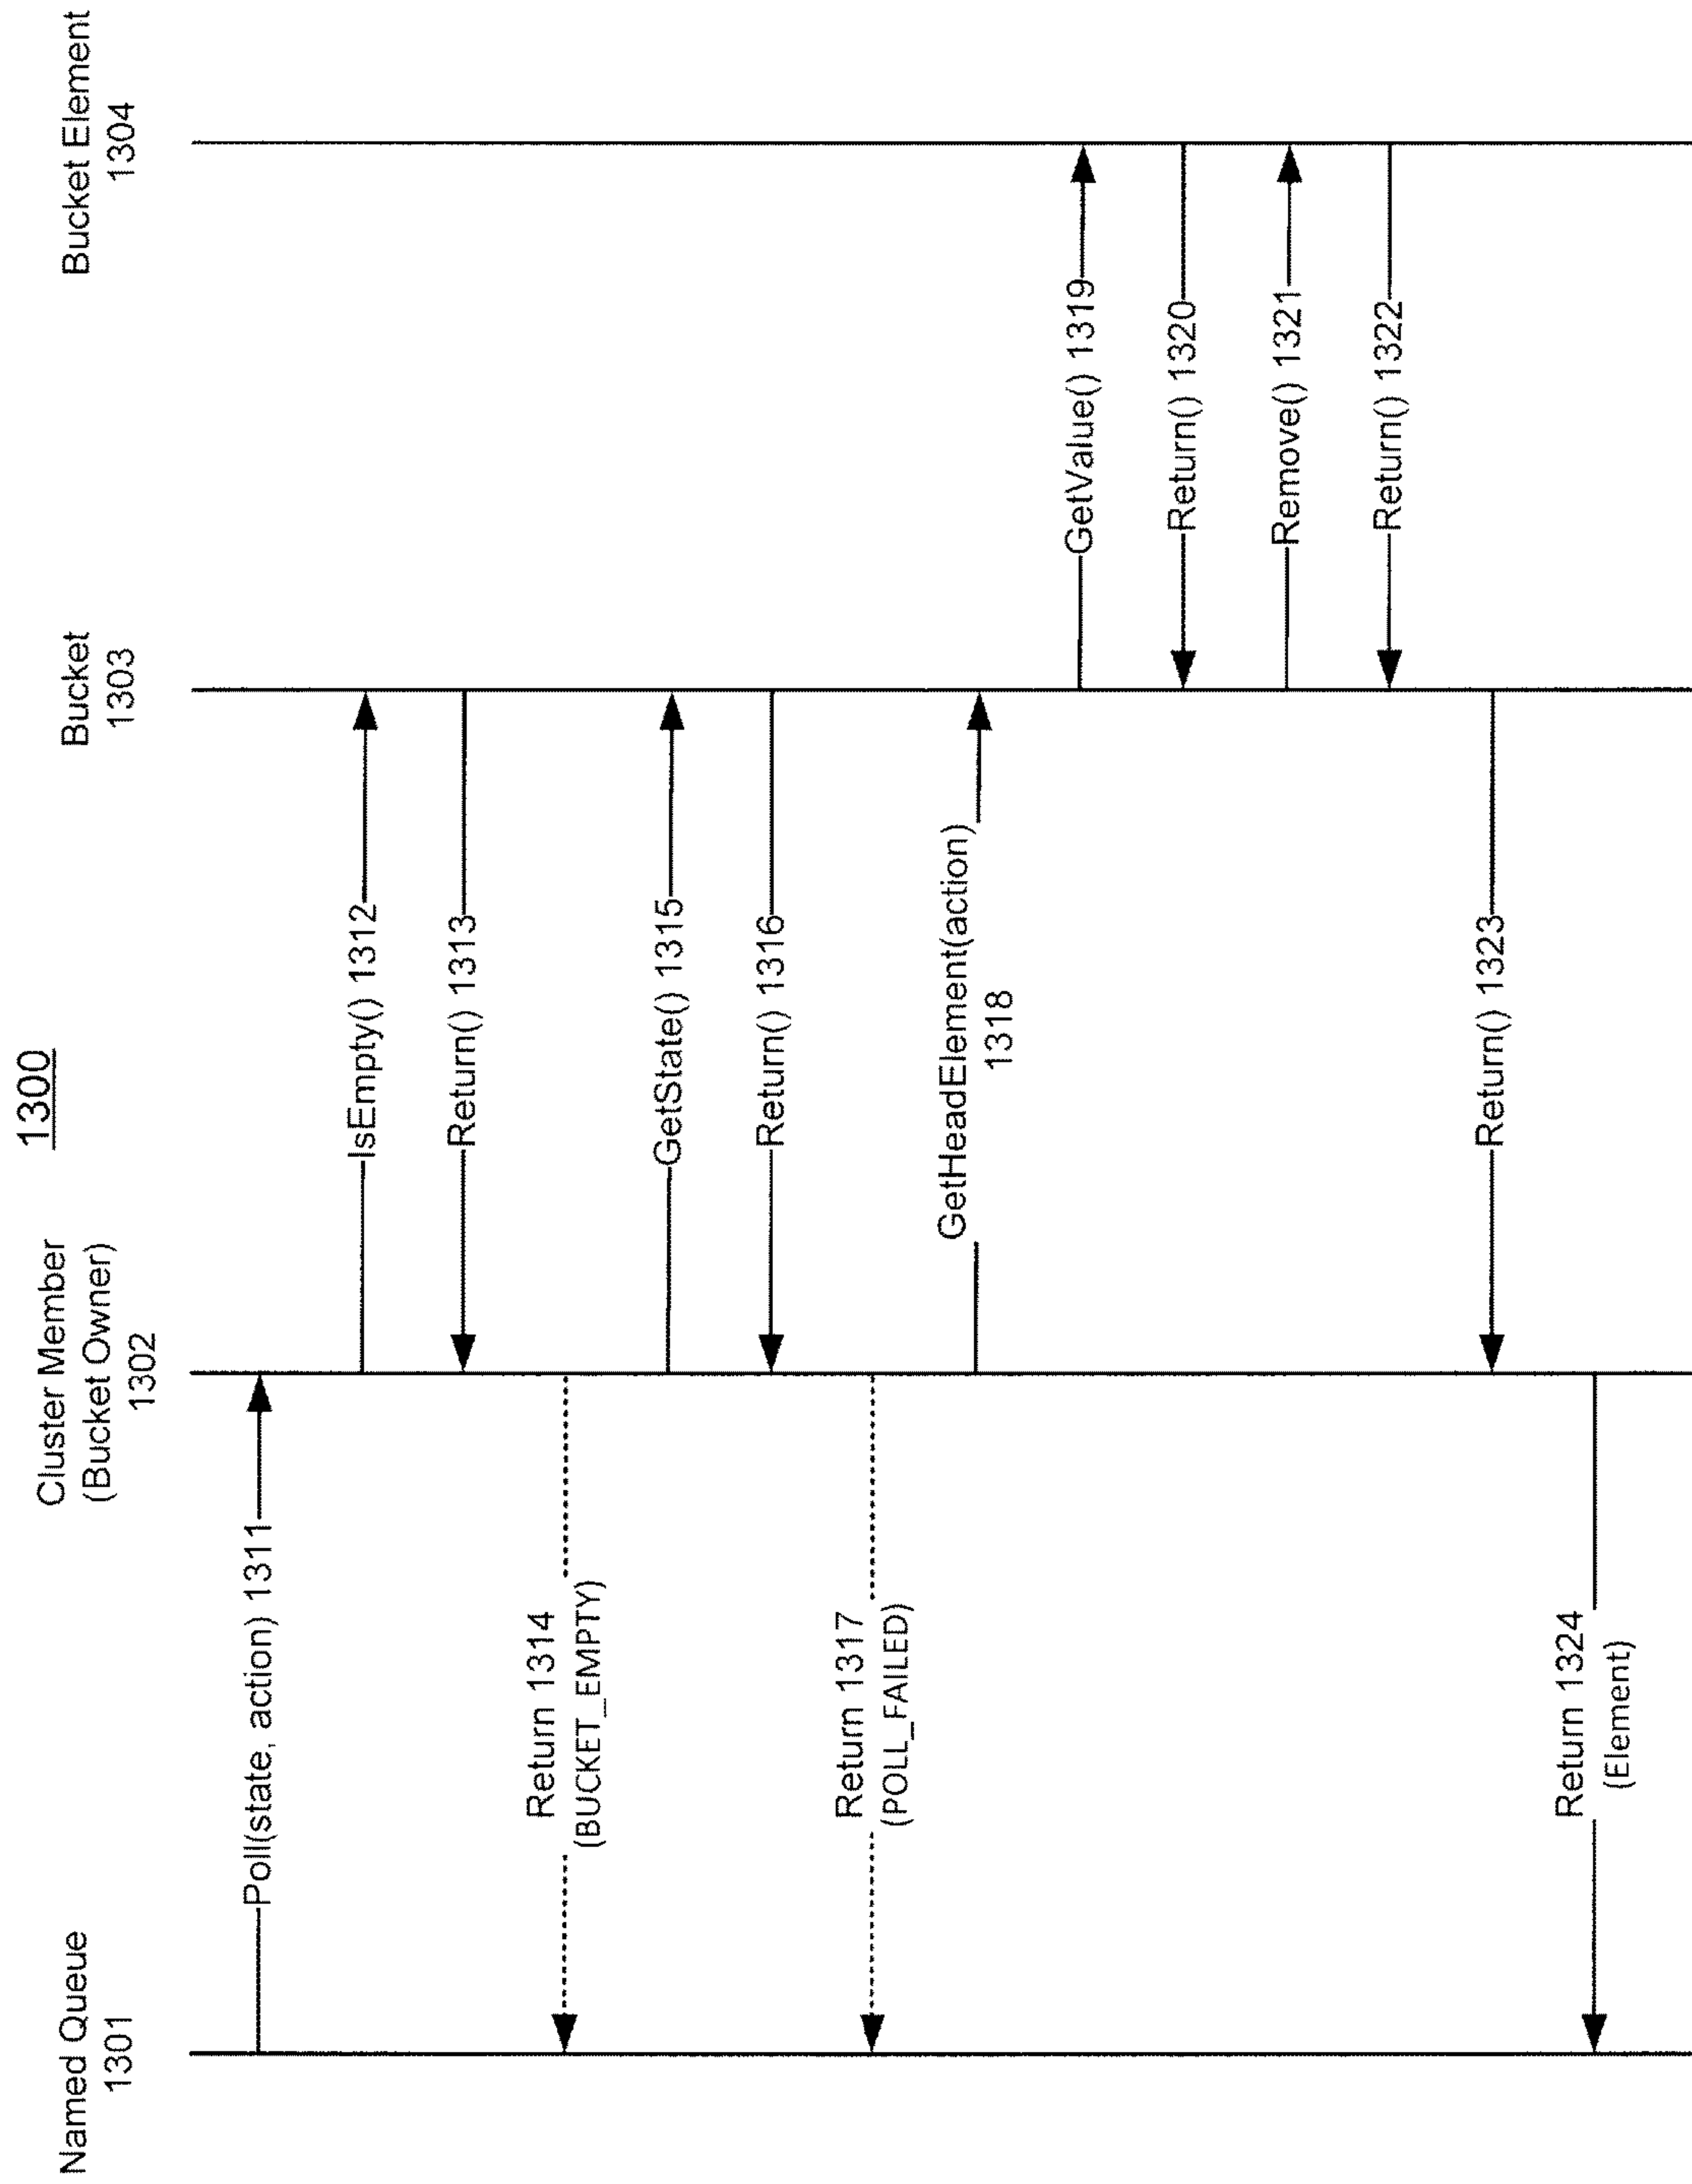 1300
Named Queue
1301
Cluster Member
(Bucket Owner)
1302
Bucket
1303
Bucket Element
1304
Poll(state, action) 1311
IsEmpty() 1312
Return() 1313
Return 1314
(BUCKET_EMPTY)
GetState() 1315
Return() 1316
Return 1317
(POLL_FAILED)
GetHeadElement(action)
1318
GetValue() 1319
Return() 1320
Remove() 1321
Return() 1322
Return() 1323
Return 1324
(Element)